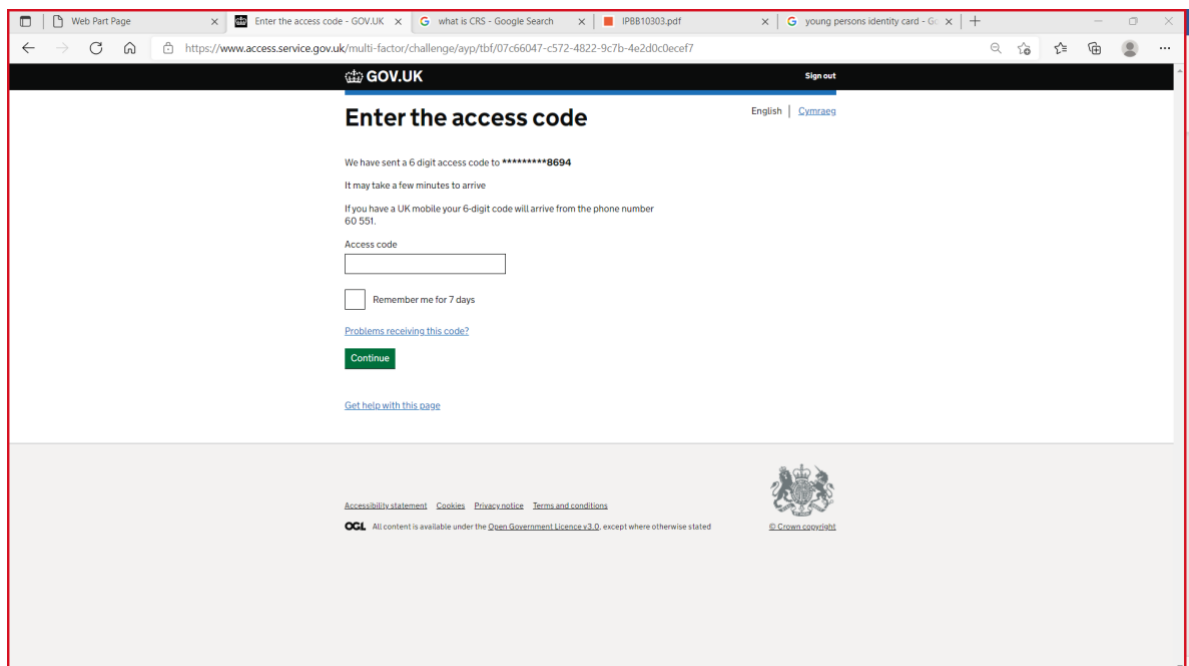 Web Part Page
Enter the access code - GOV.UK
what is CRS - Google Search
IPBB10303.pdf
young persons identity card - Go
https://www.access.service.gov.uk/multi-factor/challenge/ayp/tbf/07c66047-c572-4822-9c7b-4e2d0c0ecef7
GOV.UK
Sign out
Enter the access code
English | Cymraeg
We have sent a 6 digit access code to *********8694
It may take a few minutes to arrive
If you have a UK mobile your 6-digit code will arrive from the phone number
60 551.
Access code
Remember me for 7 days
Problems receiving this code?
Continue
Get help with this page
Accessibility statement Cookies Privacy notice Terms and conditions
OGL All content is available under the Open Government Licence v3.0, except where otherwise stated
© Crown copyright